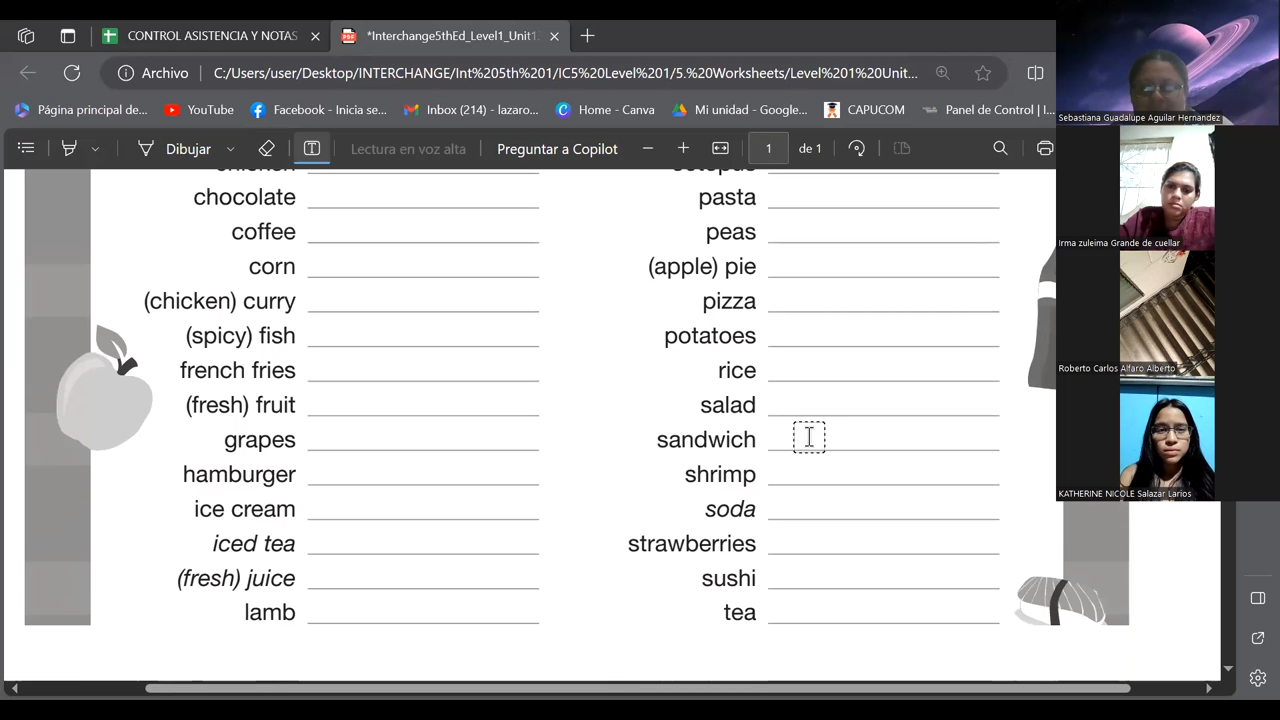 CONTROL ASISTENCIA Y NOTAS
*Interchange5thEd_Level1_Unit1
Archivo
C:/Users/user/Desktop/INTERCHANGE/Int%205th%201/IC5%20Level%201/5.%20Worksheets/Level%201%20Unit...
Página principal de...
YouTube
Facebook - Inicia se...
Inbox (214) - lazaro...
Home - Canva
Mi unidad - Google...
CAPUCOM
Panel de Control | I...
Dibujar
Lectura en voz alta
Preguntar a Copilot
1 de 1
chicken
octopus
chocolate
pasta
coffee
peas
corn
(apple) pie
(chicken) curry
pizza
(spicy) fish
potatoes
french fries
rice
(fresh) fruit
salad
grapes
sandwich
hamburger
shrimp
ice cream
soda
iced tea
strawberries
(fresh) juice
sushi
lamb
tea
Sebastiana Guadalupe Aguilar Hernandez
Irma zuleima Grande de cuellar
Roberto Carlos Alfaro Alberto
KATHERINE NICOLE Salazar Larios